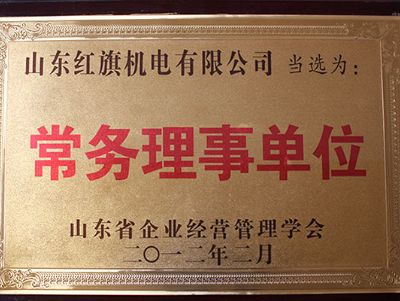 山东红旗机电有限公司 当选为:
常务理事单位
山东省企业经营管理学会
二〇一二年二月